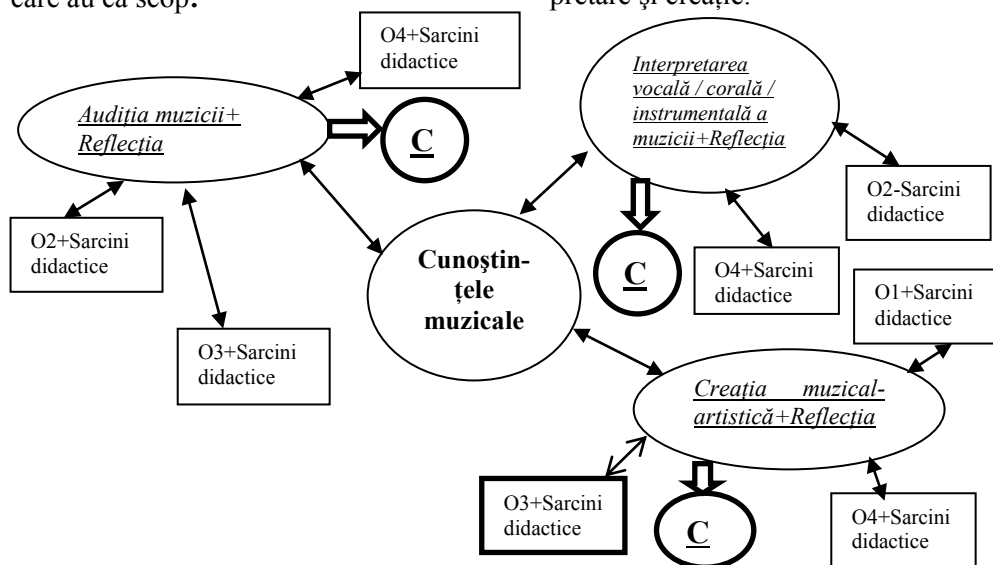 care au ca scop:
pretare şi creaţie.
O4+Sarcini
didactice
Audiţia muzicii+
Reflecţia
C
Interpretarea
vocală / corală /
instrumentală a
muzicii+Reflecţia
O2-Sarcini
didactice
O2+Sarcini
didactice
O3+Sarcini
didactice
Cunoştin-
ţele
muzicale
C
O4+Sarcini
didactice
O1+Sarcini
didactice
Creaţia muzical-
artistică+Reflecţia
O3+Sarcini
didactice
C
O4+Sarcini
didactice